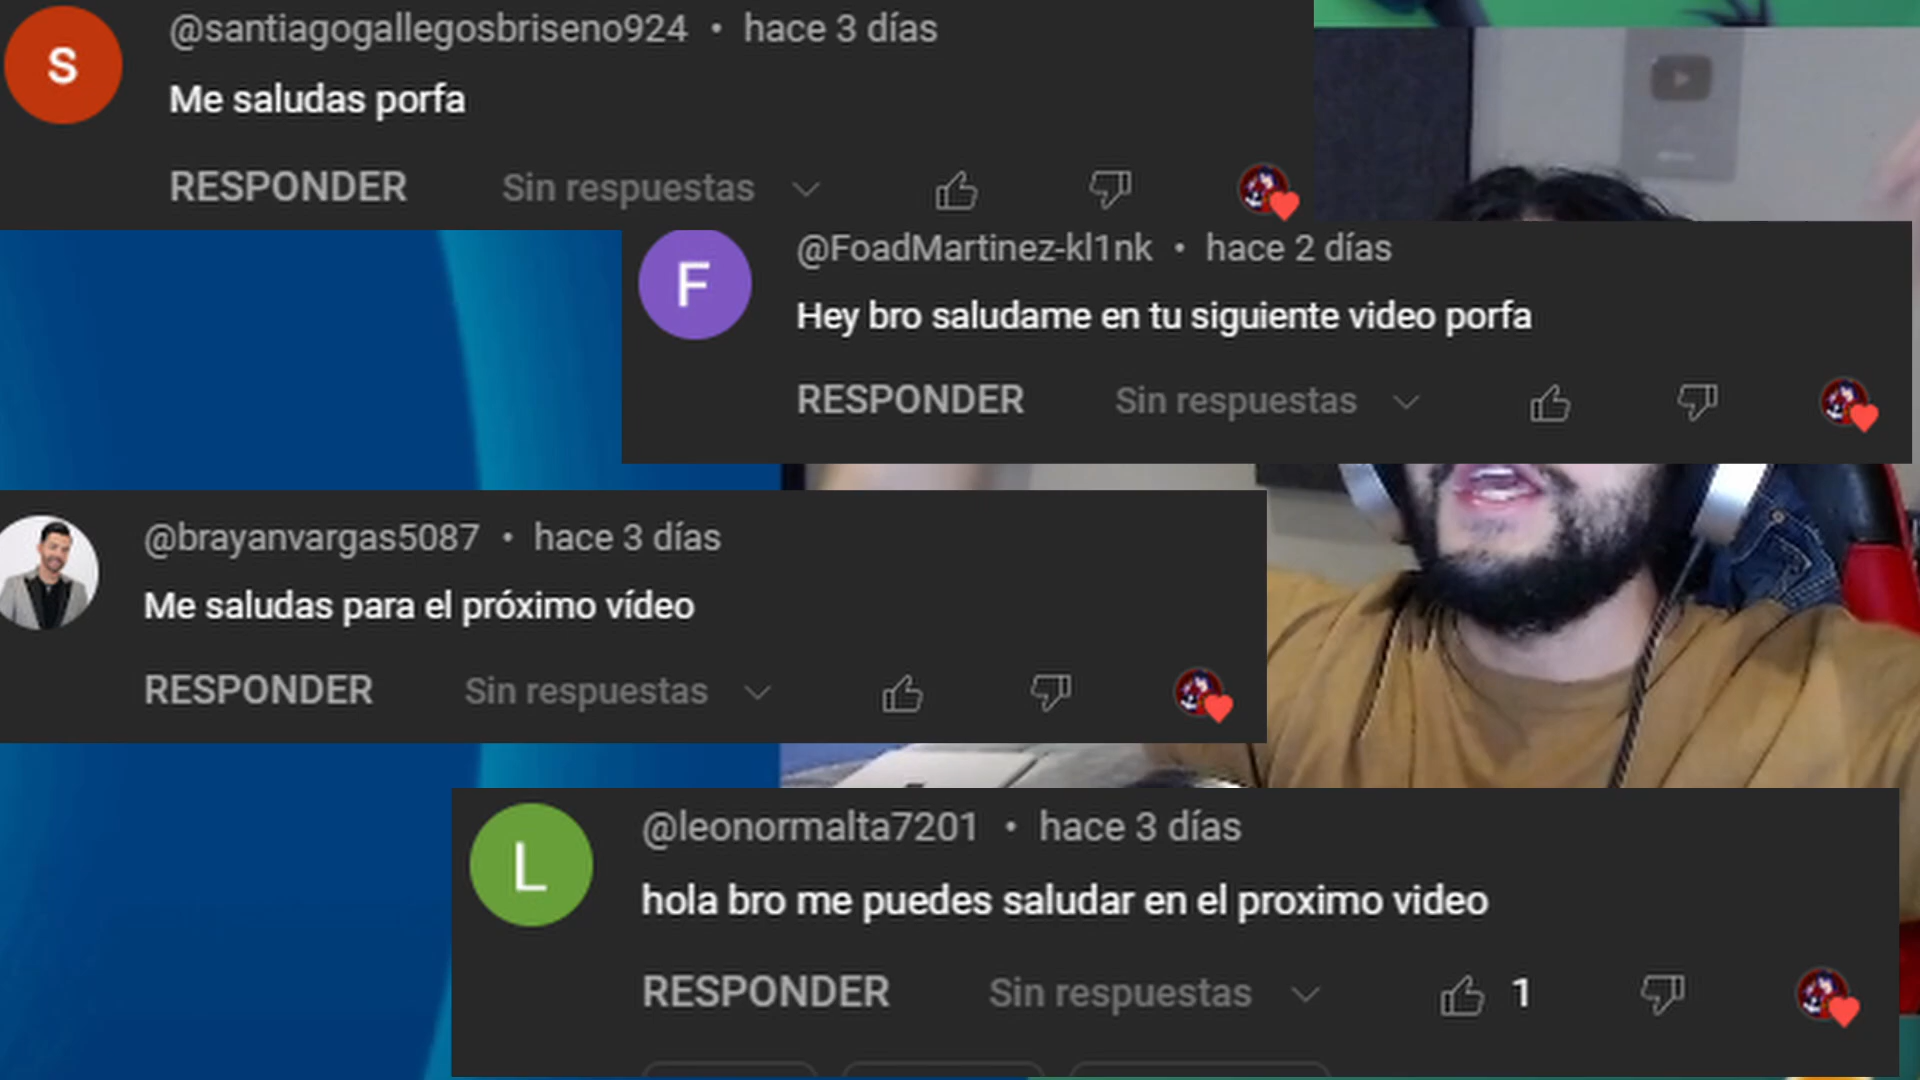 S
@santiagogallegosbriseno924 • hace 3 días
Me saludas porfa
RESPONDER Sin respuestas
F
@FoadMartinez-kl1nk • hace 2 días
Hey bro saludame en tu siguiente video porfa
RESPONDER Sin respuestas
@brayanvargas5087 • hace 3 días
Me saludas para el próximo vídeo
RESPONDER Sin respuestas
L
@leonormalta7201 • hace 3 días
hola bro me puedes saludar en el proximo video
RESPONDER Sin respuestas 1